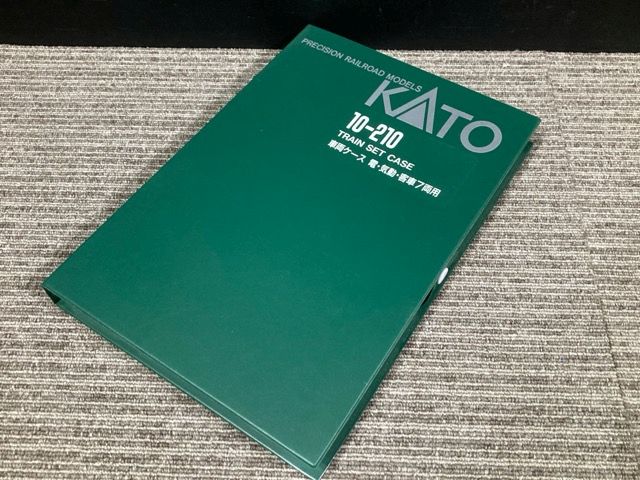 PRECISION RAILROAD MODELS
KATO
10-210
TRAIN SET CASE
車両ケース 電・気動・客車7両用